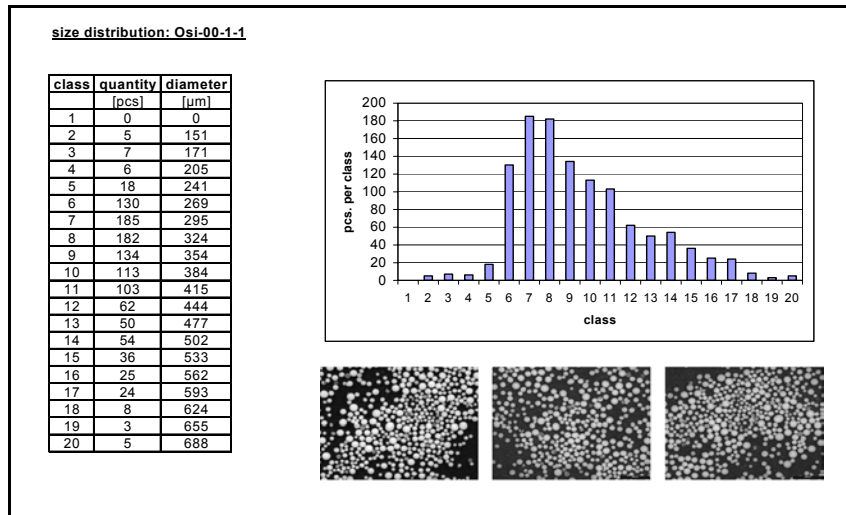 size distribution: Osi-00-1-1
class quantity diameter
[pcs] [µm]
1 0 0
2 5 151
3 7 171
4 6 205
5 18 241
6 130 269
7 185 295
8 182 324
9 134 354
10 113 384
11 103 415
12 62 444
13 50 477
14 54 502
15 36 533
16 25 562
17 24 593
18 8 624
19 3 655
20 5 688
200
180
160
140
120
100
80
60
40
20
0
pcs. per class
1 2 3 4 5 6 7 8 9 10 11 12 13 14 15 16 17 18 19 20
class